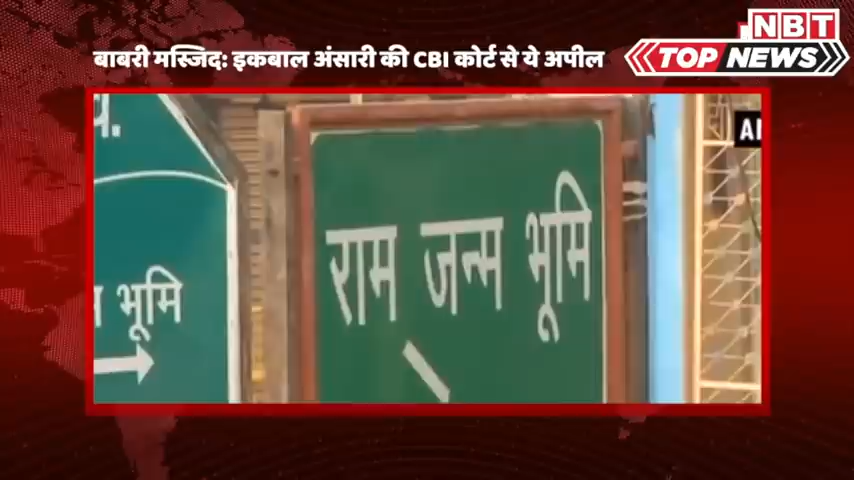 NBT
TOP NEWS
बाबरी मस्जिद: इकबाल अंसारी की CBI कोर्ट से ये अपील
राम जन्म भूमि
भूमि